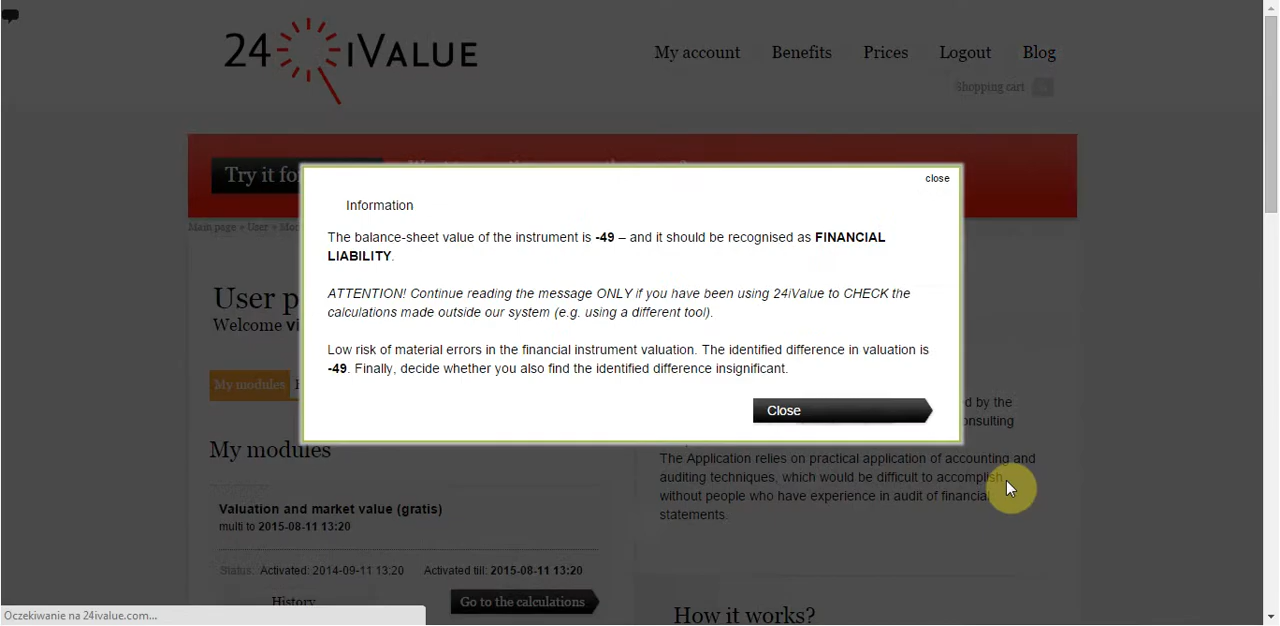 24 iVALUE
My account Benefits Prices Logout Blog
Shopping cart
Try it fo
Main page » User »
close
Information
The balance-sheet value of the instrument is -49 – and it should be recognised as FINANCIAL
LIABILITY.
ATTENTION! Continue reading the message ONLY if you have been using 24iValue to CHECK the
calculations made outside our system (e.g. using a different tool).
Low risk of material errors in the financial instrument valuation. The identified difference in valuation is
-49. Finally, decide whether you also find the identified difference insignificant.
Close
User p
Welcome vi
My modules
My modules
Valuation and market value (gratis)
multi to 2015-08-11 13:20
Status: Activated: 2014-09-11 13:20 Activated till: 2015-08-11 13:20
History
Go to the calculations
ed by the
onsulting
The Application relies on practical application of accounting and
auditing techniques, which would be difficult to accomplish
without people who have experience in audit of financial
statements.
How it works?
Oczekiwanie na 24ivalue.com...